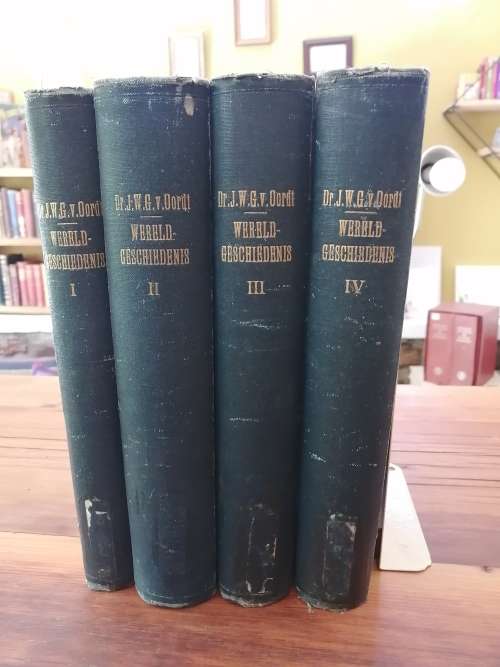 Dr. J.W.G. v. Oordt
WERELD-
GESCHIEDENIS
I
Dr. J.W.G. v. Oordt
WERELD-
GESCHIEDENIS
II
Dr. J.W.G. v. Oordt
WERELD-
GESCHIEDENIS
III
Dr. J.W.G. v. Oordt
WERELD-
GESCHIEDENIS
IV